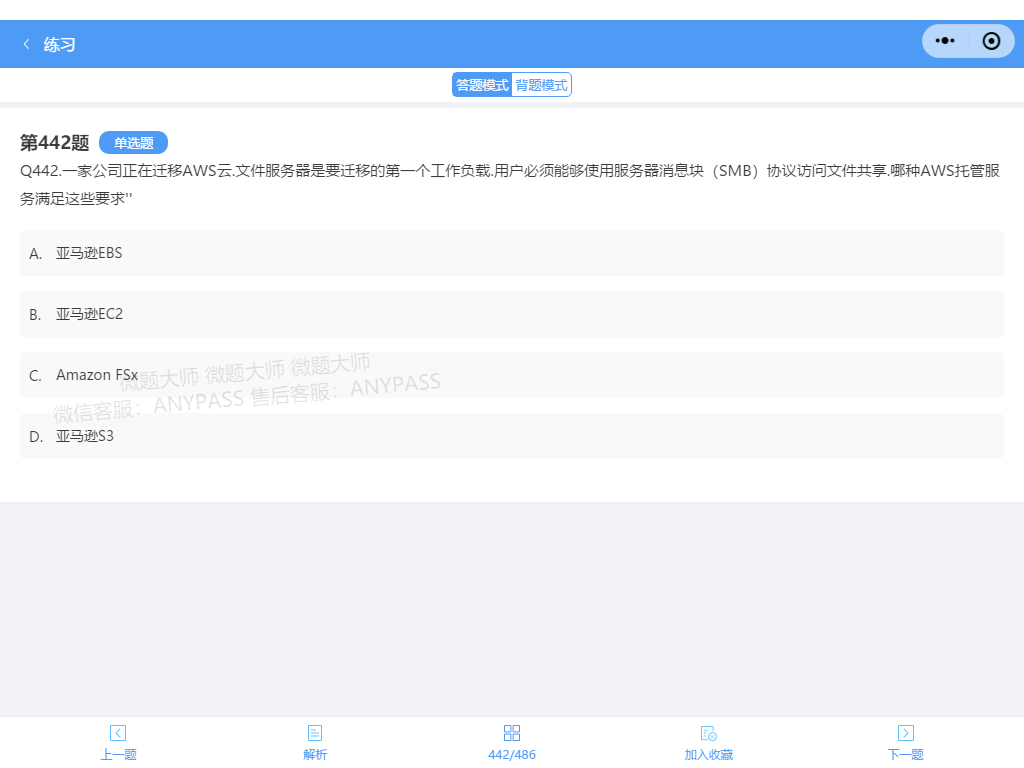 练习
答题模式 背题模式
第442题 单选题
Q442.一家公司正在迁移AWS云.文件服务器是要迁移的第一个工作负载.用户必须能够使用服务器消息块（SMB）协议访问文件共享.哪种AWS托管服
务满足这些要求''
A. 亚马逊EBS
B. 亚马逊EC2
C. Amazon FSx
微题大师 微题大师 微题大师
微信客服：ANYPASS 售后客服：ANYPASS
D. 亚马逊S3
上一题 解析 442/486 加入收藏 下一题